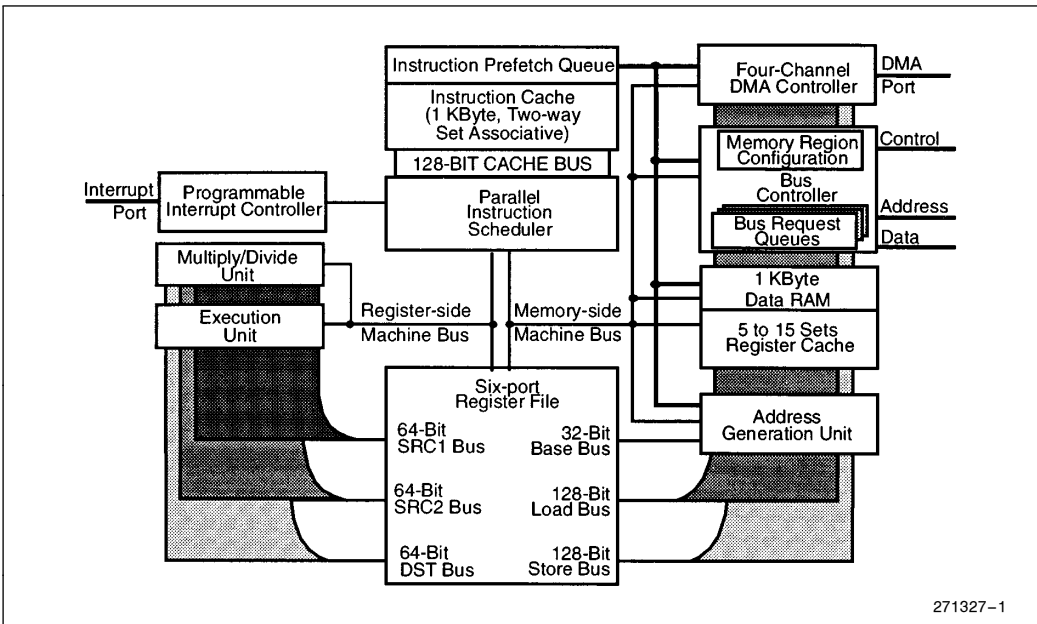 Instruction Prefetch Queue
Instruction Cache
(1 KByte, Two-way
Set Associative)
128-BIT CACHE BUS
Parallel
Instruction
Scheduler
Interrupt
Port
Programmable
Interrupt Controller
Multiply/Divide
Unit
Execution
Unit
Register-side
Machine Bus
Memory-side
Machine Bus
Four-Channel
DMA Controller
DMA
Port
Memory Region
Configuration
Bus
Controller
Bus Request
Queues
Control
Address
Data
1 KByte
Data RAM
5 to 15 Sets
Register Cache
Address
Generation Unit
Six-port
Register File
64-Bit
SRC1 Bus
64-Bit
SRC2 Bus
64-Bit
DST Bus
32-Bit
Base Bus
128-Bit
Load Bus
128-Bit
Store Bus
271327–1